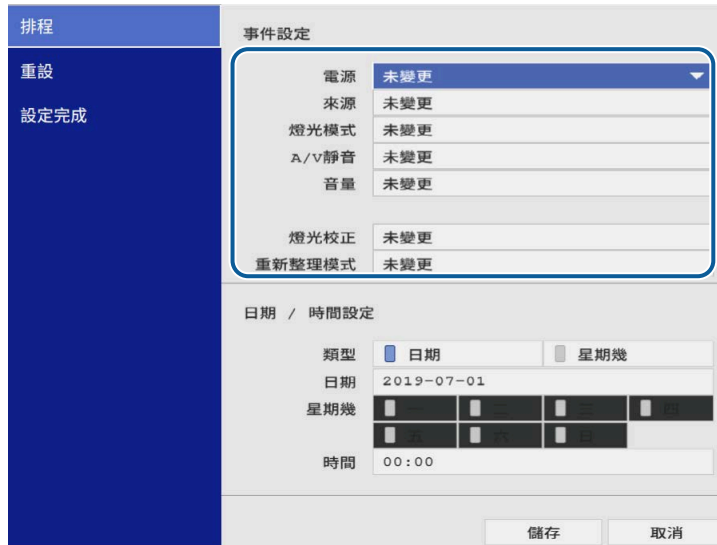 排程
重設
設定完成
事件設定
電源 未變更
來源 未變更
燈光模式 未變更
A/V靜音 未變更
音量 未變更
燈光校正 未變更
重新整理模式 未變更
日期 / 時間設定
類型 日期 星期幾
日期 2019-07-01
星期幾 一 二 三 四
五 六 日
時間 00:00
儲存 取消